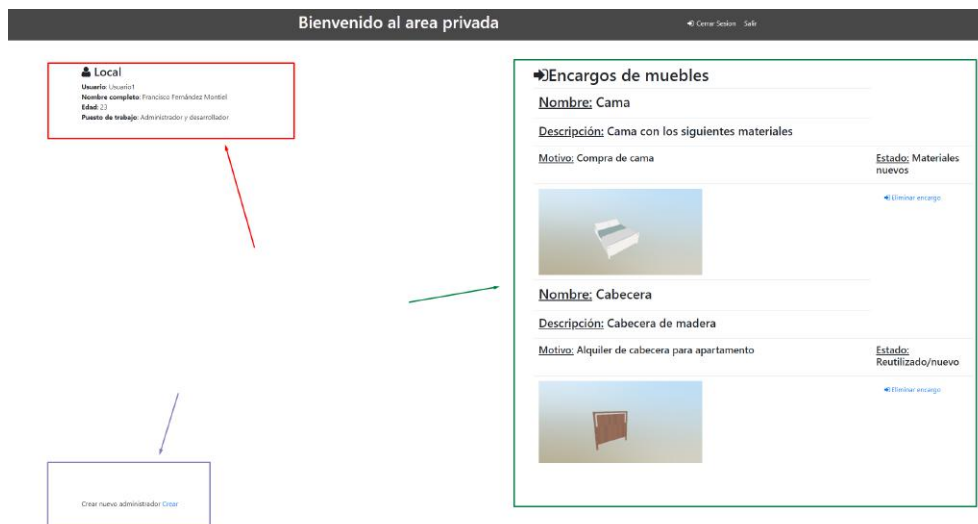 Bienvenido al area privada
Cerrar Sesion Salir
Local
Usuario: Usuario1
Nombre completo: Francisco Fernández Montiel
Edad: 23
Puesto de trabajo: Administrador y desarrollador
Crear nuevo administrador Crear
Encargos de muebles
Nombre: Cama
Descripción: Cama con los siguientes materiales
Motivo: Compra de cama
Estado: Materiales
nuevos
Eliminar encargo
Nombre: Cabecera
Descripción: Cabecera de madera
Motivo: Alquiler de cabecera para apartamento
Estado:
Reutilizado/nuevo
Eliminar encargo